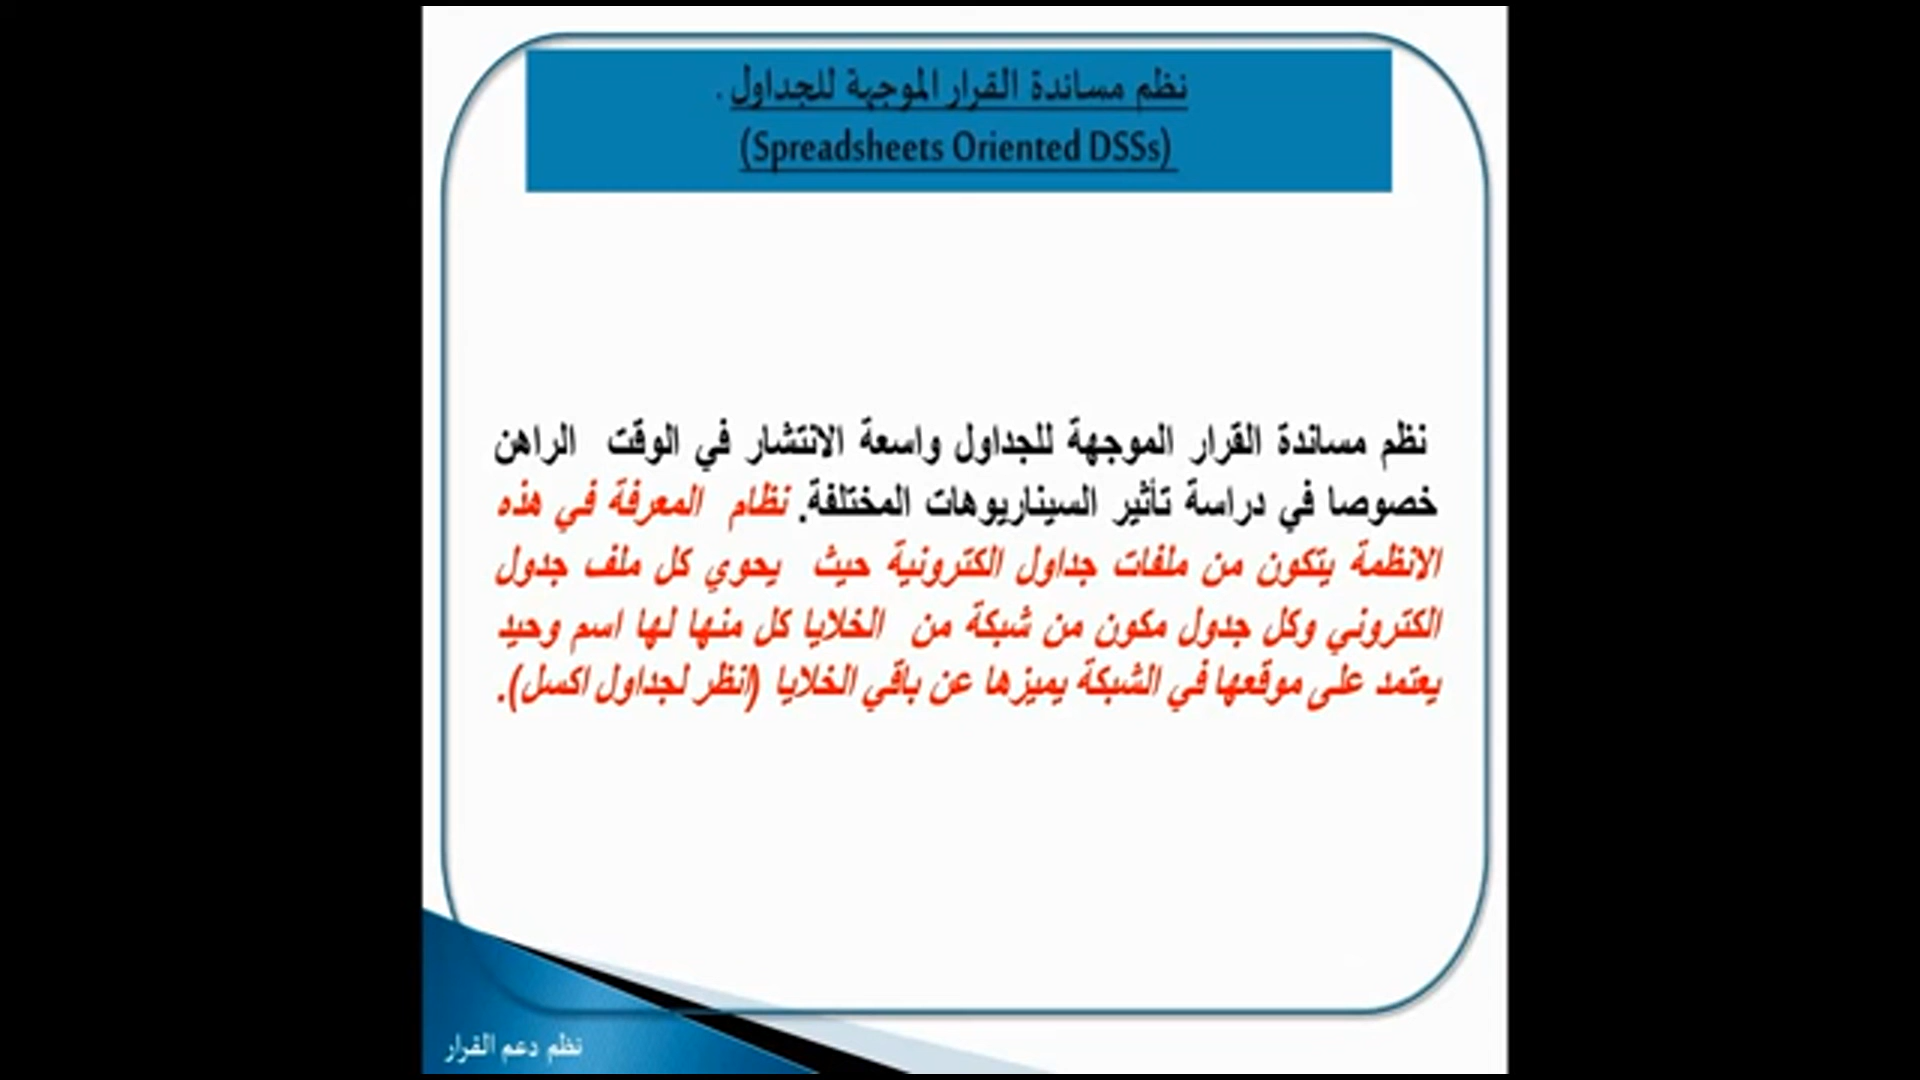 نظم مساندة القرار الموجهة للجداول .
(Spreadsheets Oriented DSSs)
نظم مساندة القرار الموجهة للجداول واسعة الانتشار في الوقت الراهن
خصوصا في دراسة تأثير السيناريوهات المختلفة. نظام المعرفة في هذه
الانظمة يتكون من ملفات جداول الكترونية حيث يحوي كل ملف جدول
الكتروني وكل جدول مكون من شبكة من الخلايا كل منها لها اسم وحيد
يعتمد على موقعها في الشبكة يميزها عن باقي الخلايا (انظر لجداول اكسل).
نظم دعم القرار